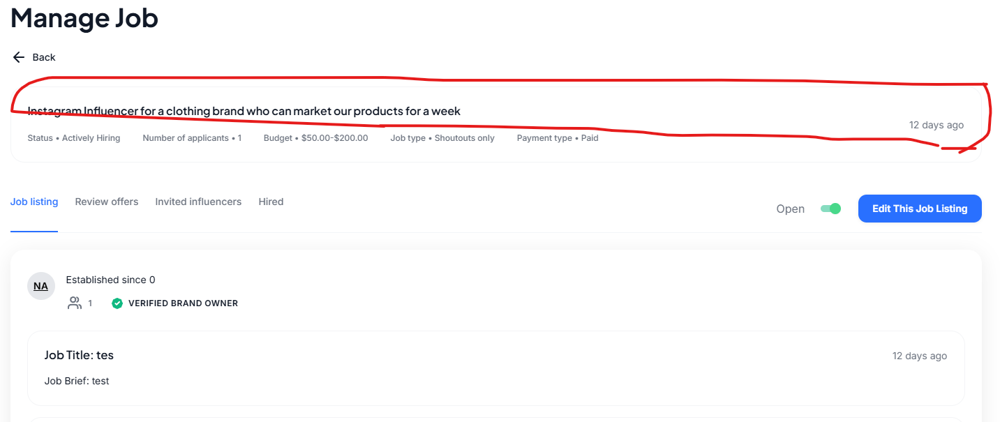 Manage Job
Back
Instagram Influencer for a clothing brand who can market our products for a week
12 days ago
Status • Actively Hiring Number of applicants • 1 Budget • $50.00-$200.00 Job type • Shoutouts only Payment type • Paid
Job listing Review offers Invited influencers Hired
Open Edit This Job Listing
NA Established since 0
1 VERIFIED BRAND OWNER
Job Title: tes 12 days ago
Job Brief: test